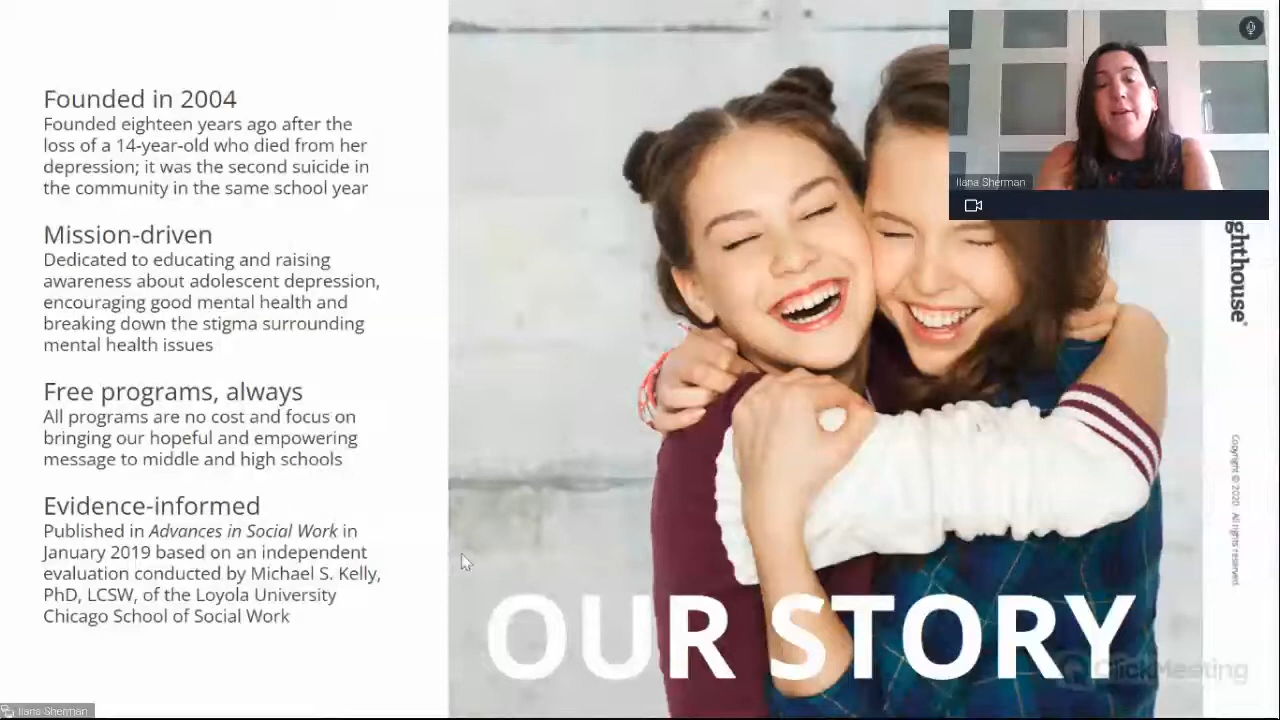 Founded in 2004
Founded eighteen years ago after the
loss of a 14-year-old who died from her
depression; it was the second suicide in
the community in the same school year
Mission-driven
Dedicated to educating and raising
awareness about adolescent depression,
encouraging good mental health and
breaking down the stigma surrounding
mental health issues
Free programs, always
All programs are no cost and focus on
bringing our hopeful and empowering
message to middle and high schools
Evidence-informed
Published in Advances in Social Work in
January 2019 based on an independent
evaluation conducted by Michael S. Kelly,
PhD, LCSW, of the Loyola University
Chicago School of Social Work
OUR STORY
Ilana Sherman
ghthouse®
Copyright © 2020. All rights reserved.
ClickMeeting
Ilana Sherman